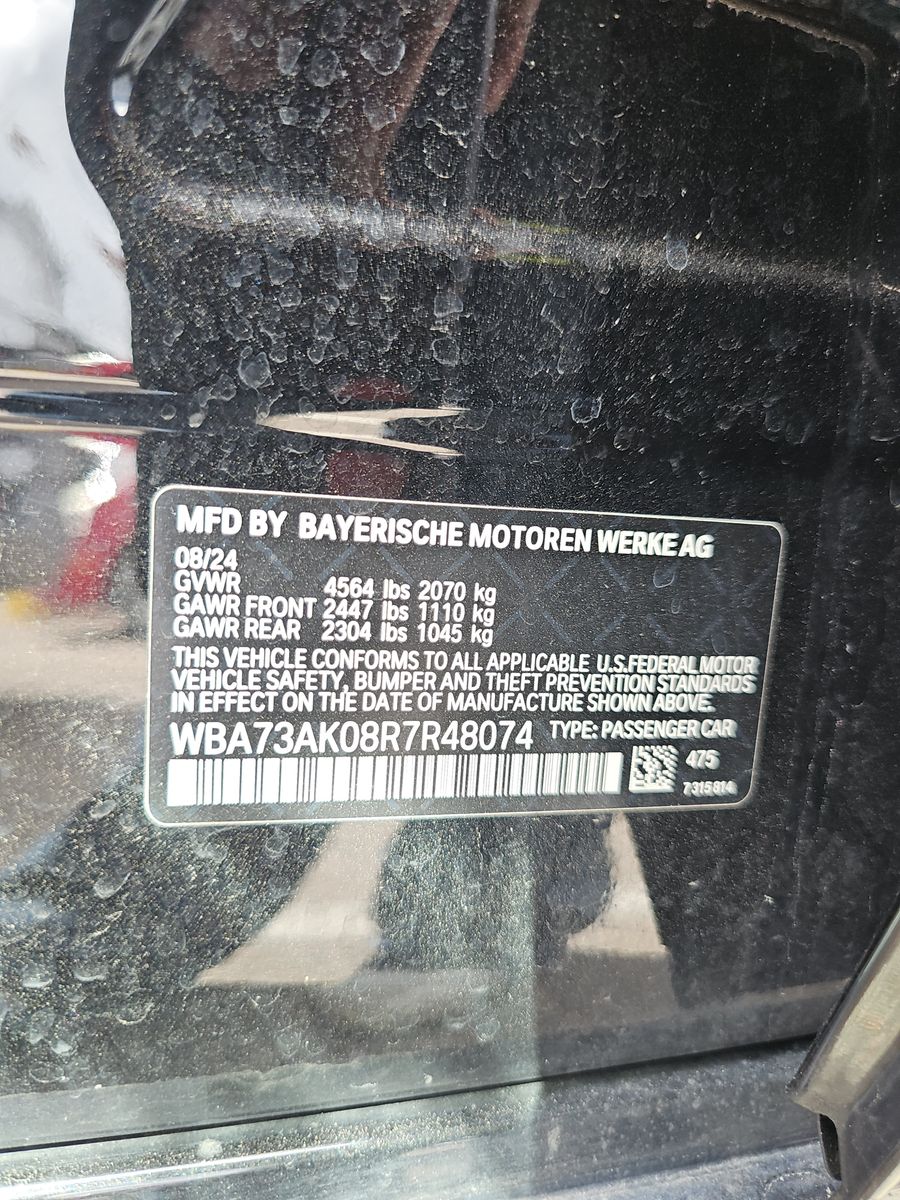 MFD BY BAYERISCHE MOTOREN WERKE AG
08/24
GVWR 4564 lbs 2070 kg
GAWR FRONT 2447 lbs 1110 kg
GAWR REAR 2304 lbs 1045 kg
THIS VEHICLE CONFORMS TO ALL APPLICABLE U.S.FEDERAL MOTOR
VEHICLE SAFETY, BUMPER AND THEFT PREVENTION STANDARDS
IN EFFECT ON THE DATE OF MANUFACTURE SHOWN ABOVE.
WBA73AK08R7R48074 TYPE: PASSENGER CAR
475
7315814